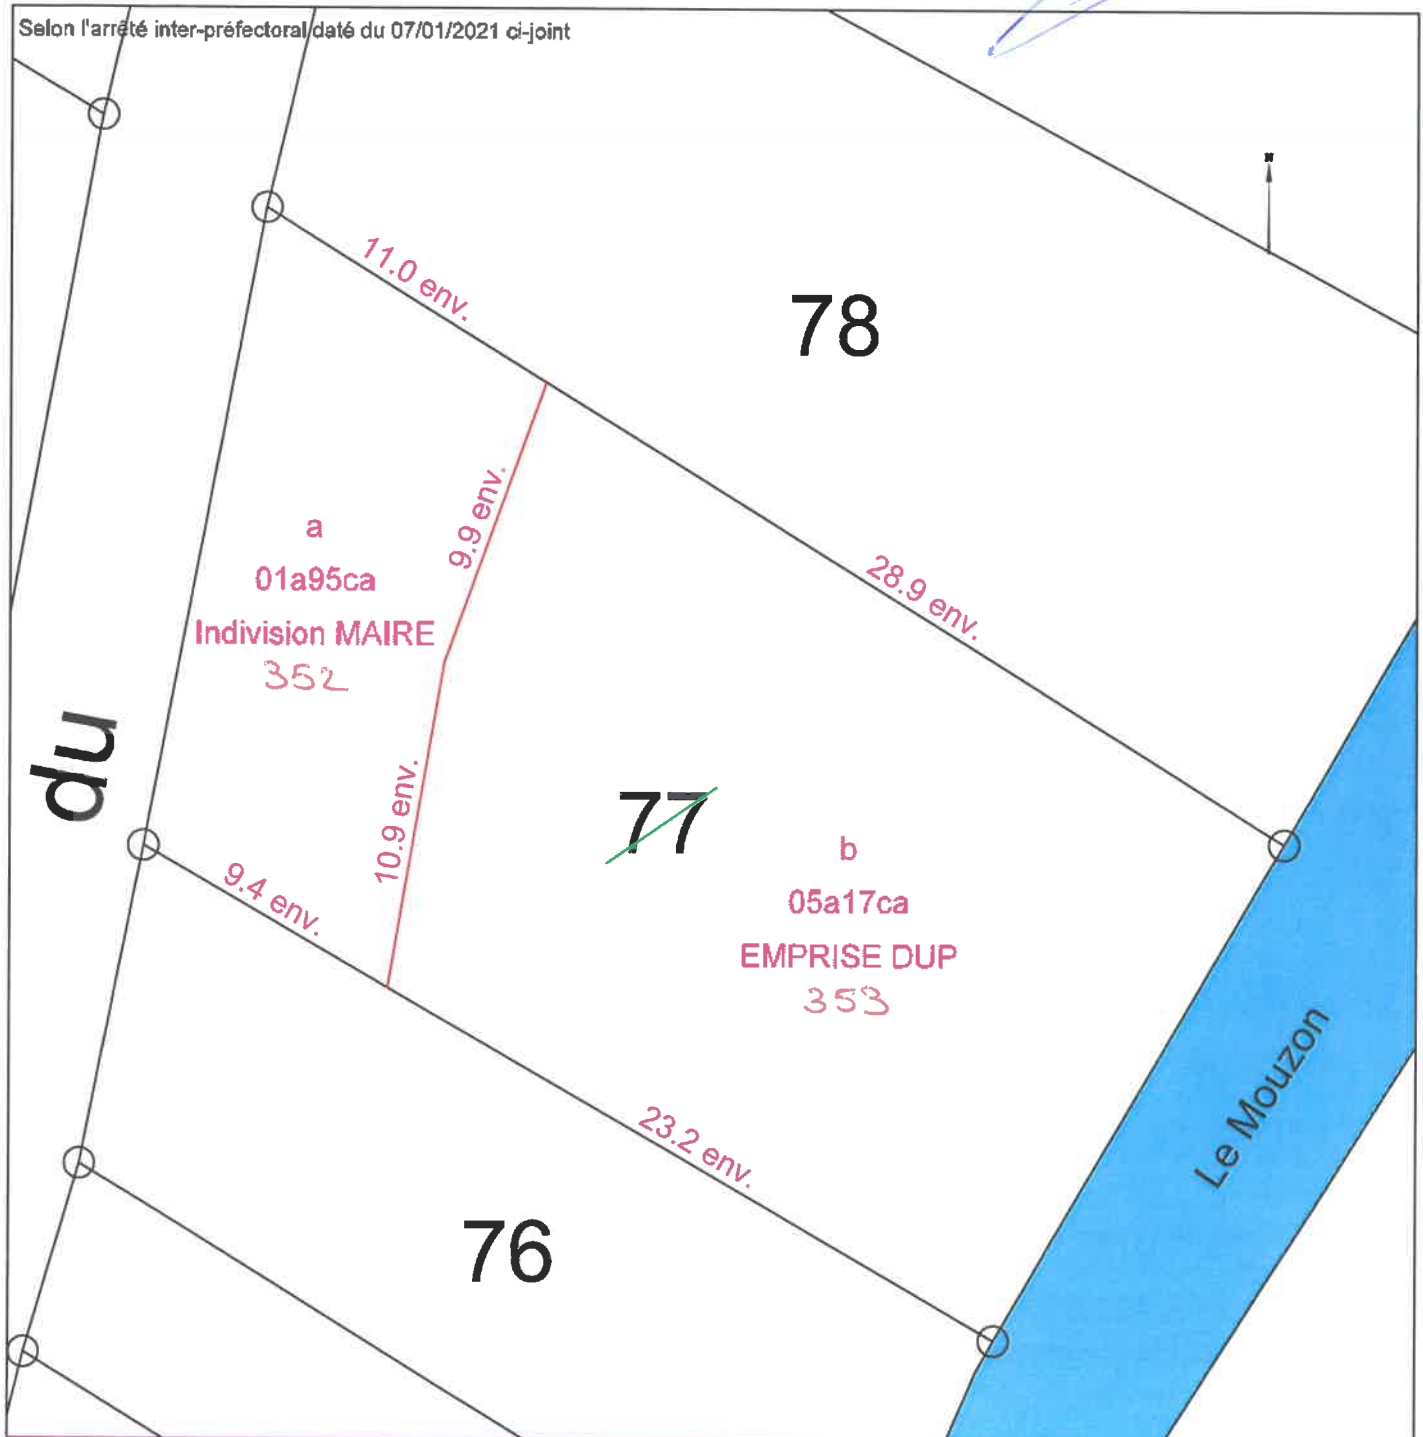 Selon l'arrêté inter-préfectoral daté du 07/01/2021 ci-joint
N
11.0 env.
78
9.9 env.
a
01a95ca
Indivision MAIRE
352
28.9 env.
du
10.9 env.
77
b
05a17ca
EMPRISE DUP
353
9.4 env.
Le Mouzon
23.2 env.
76